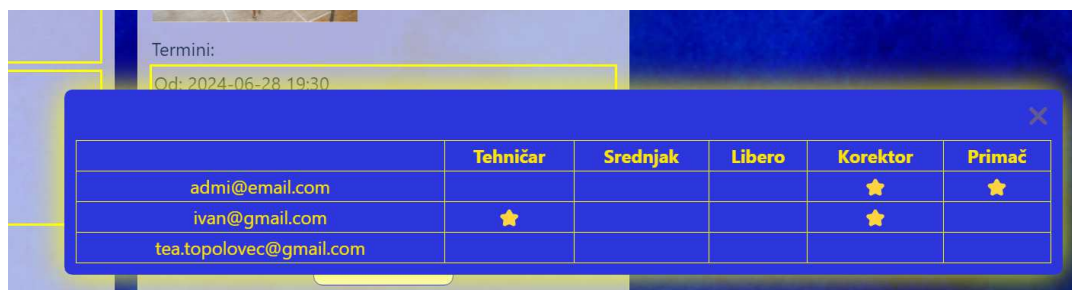 Termini:
Od: 2024-06-28 19:30
Tehničar Srednjak Libero Korektor Primač
admi@email.com
ivan@gmail.com
tea.topolovec@gmail.com